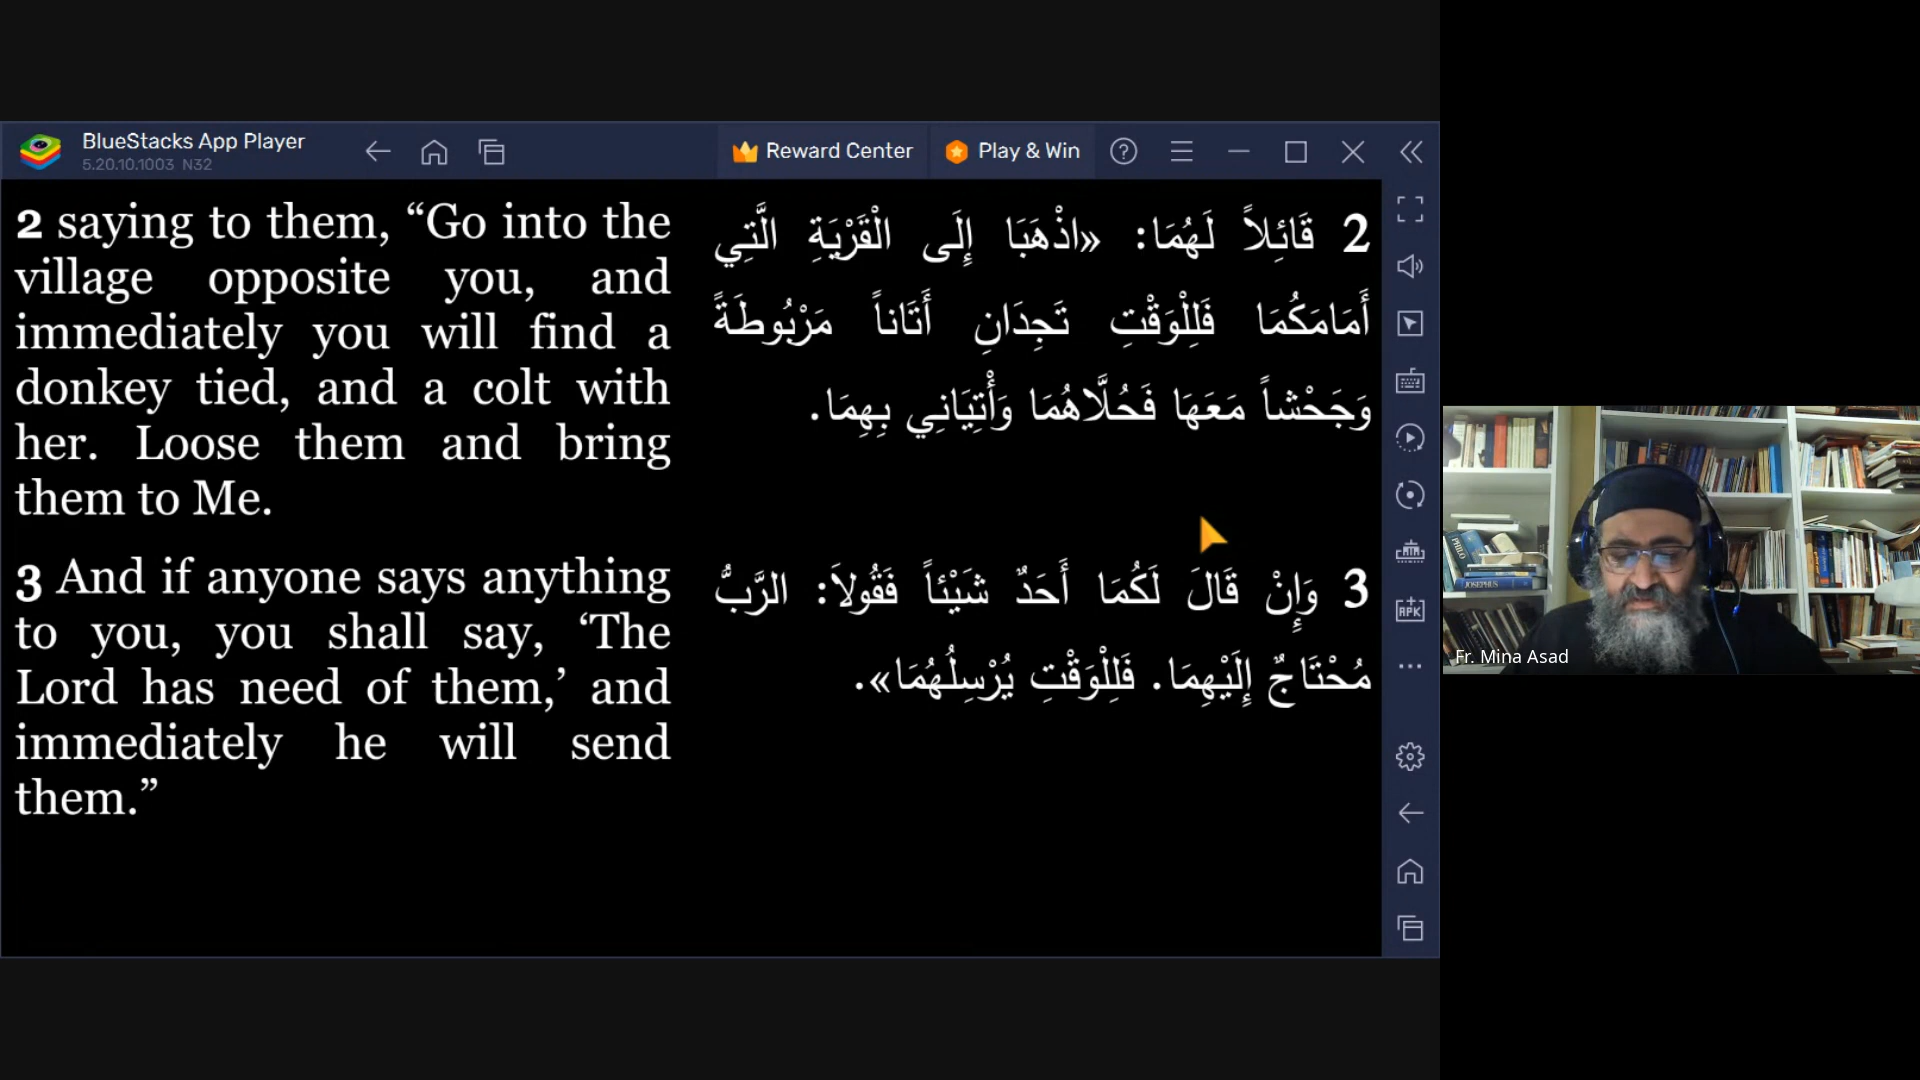 BlueStacks App Player
5.20.10.1003 N32
Reward Center
Play & Win
2 saying to them, “Go into the
village opposite you, and
immediately you will find a
donkey tied, and a colt with
her. Loose them and bring
them to Me.
3 And if anyone says anything
to you, you shall say, ‘The
Lord has need of them,’ and
immediately he will send
them.”
2 قَائِلاً لَهُمَا: «اذْهَبَا إِلَى الْقَرْيَةِ الَّتِي
أَمَامَكُمَا فَلِلْوَقْتِ تَجِدَانِ أَتَاناً مَرْبُوطَةً
وَجَحْشاً مَعَهَا فَحُلَّاهُمَا وَأْتِيَانِي بِهِمَا.
3 وَإِنْ قَالَ لَكُمَا أَحَدٌ شَيْئاً فَقُولاَ: الرَّبُّ
مُحْتَاجٌ إِلَيْهِمَا. فَلِلْوَقْتِ يُرْسِلُهُمَا».
APK
PHILO
JOSEPHUS
Fr. Mina Asad